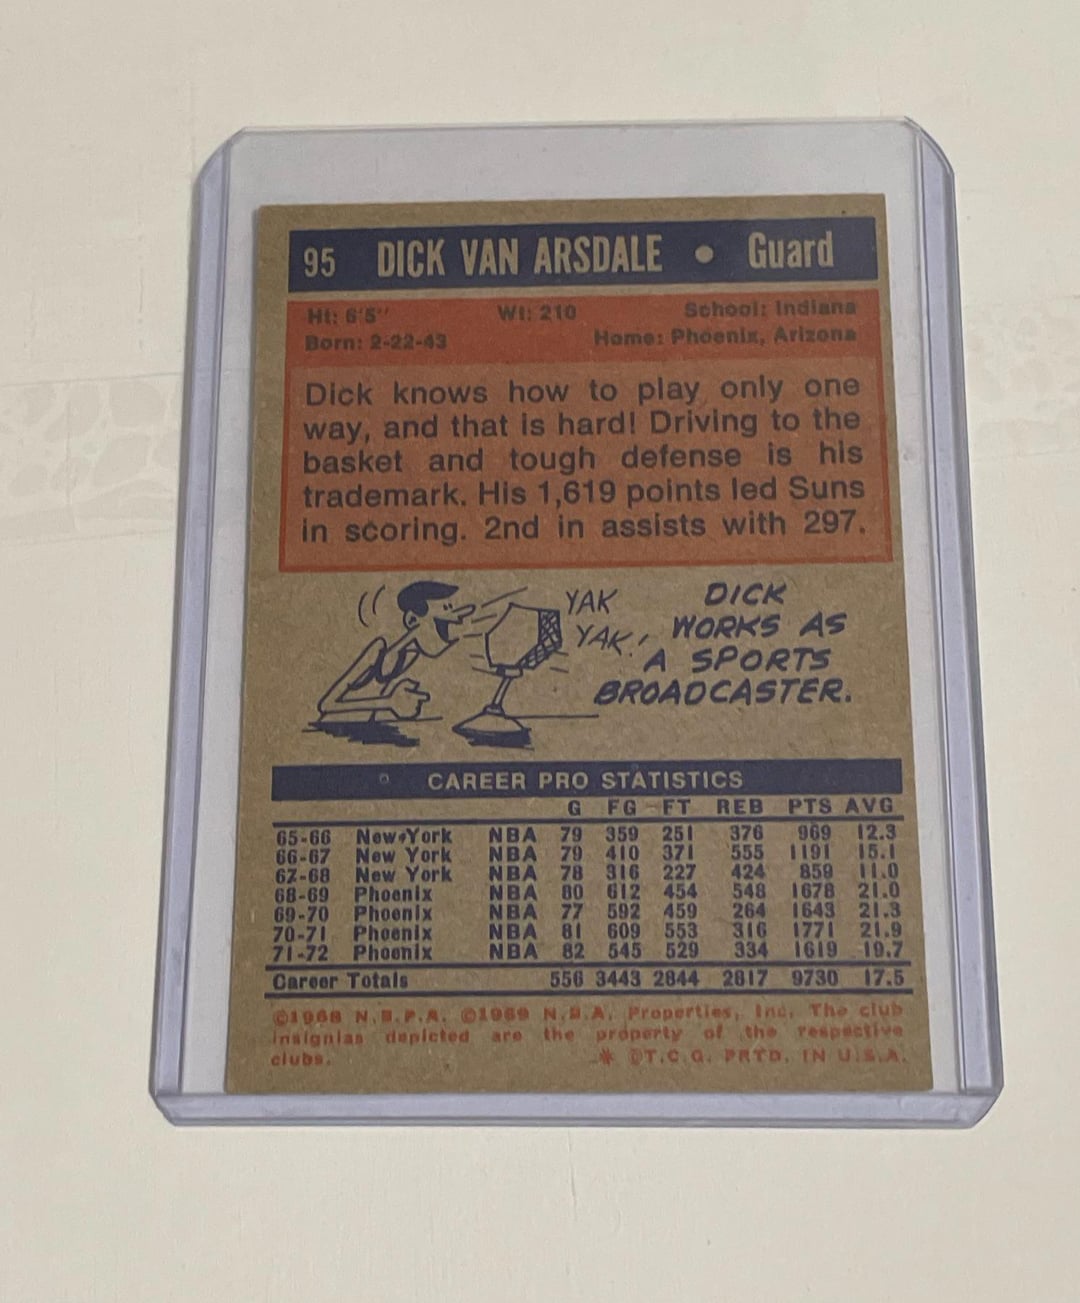 95 DICK VAN ARSDALE • Guard
Ht: 6'5" Wt: 210 School: Indiana
Born: 2-22-43 Home: Phoenix, Arizona
Dick knows how to play only one
way, and that is hard! Driving to the
basket and tough defense is his
trademark. His 1,619 points led Suns
in scoring. 2nd in assists with 297.
YAK
YAK!
DICK
WORKS AS
A SPORTS
BROADCASTER.
CAREER PRO STATISTICS
G FG FT REB PTS AVG
65-66 New York NBA 79 359 251 376 969 12.3
66-67 New York NBA 79 410 371 555 1191 15.1
67-68 New York NBA 78 316 227 424 859 11.0
68-69 Phoenix NBA 80 612 454 548 1678 21.0
69-70 Phoenix NBA 77 592 459 264 1643 21.3
70-71 Phoenix NBA 81 609 553 316 1771 21.9
71-72 Phoenix NBA 82 545 529 334 1619 19.7
Career Totals 556 3443 2844 2817 9730 17.5
©1968 N.B.P.A. ©1969 N.B.A. Properties, Inc. The club
insignias depicted are the property of the respective
clubs. * ©T.C.G. PRTD. IN U.S.A.